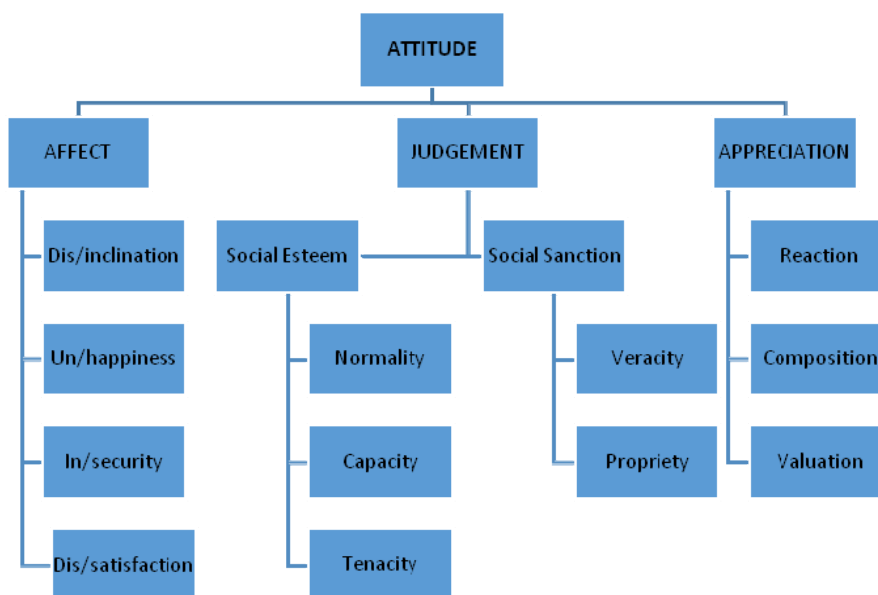 ATTITUDE
AFFECT
JUDGEMENT
APPRECIATION
Dis/inclination
Social Esteem
Social Sanction
Reaction
Un/happiness
Normality
Veracity
Composition
In/security
Capacity
Propriety
Valuation
Dis/satisfaction
Tenacity